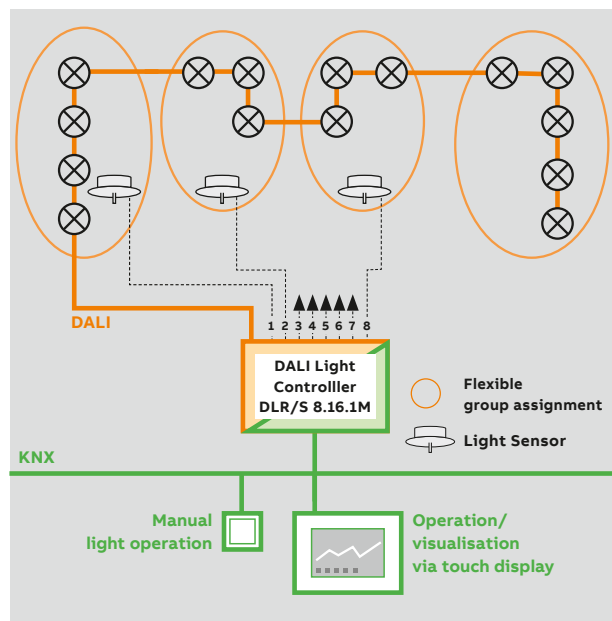 1 2 3 4 5 6 7 8
DALI
DALI Light
Controlller
DLR/S 8.16.1M
Flexible
group assignment
Light Sensor
KNX
Manual
light operation
Operation/
visualisation
via touch display